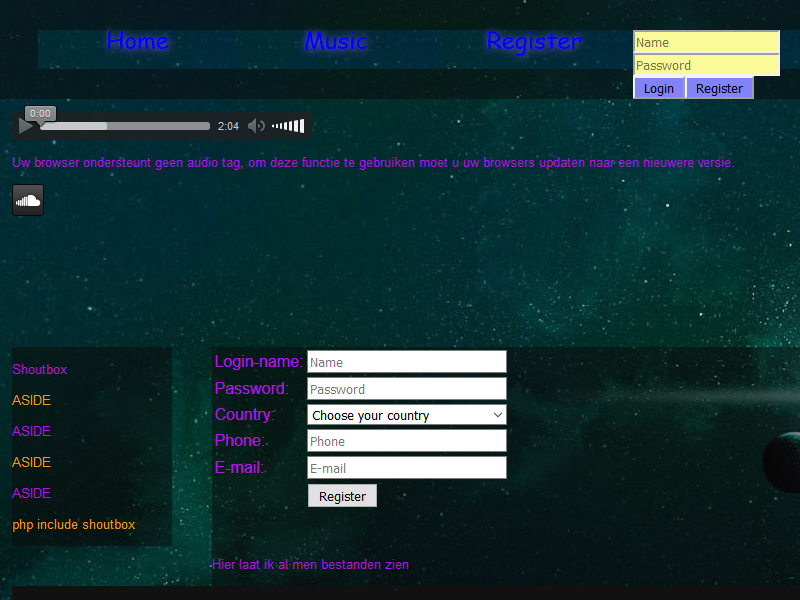 Home Music Register
Name
Password
Login Register
0:00
2:04
Uw browser ondersteunt geen audio tag, om deze functie te gebruiken moet u uw browsers updaten naar een nieuwere versie.
Shoutbox
ASIDE
ASIDE
ASIDE
ASIDE
php include shoutbox
Login-name: Name
Password: Password
Country: Choose your country
Phone: Phone
E-mail: E-mail
Register
Hier laat ik al men bestanden zien